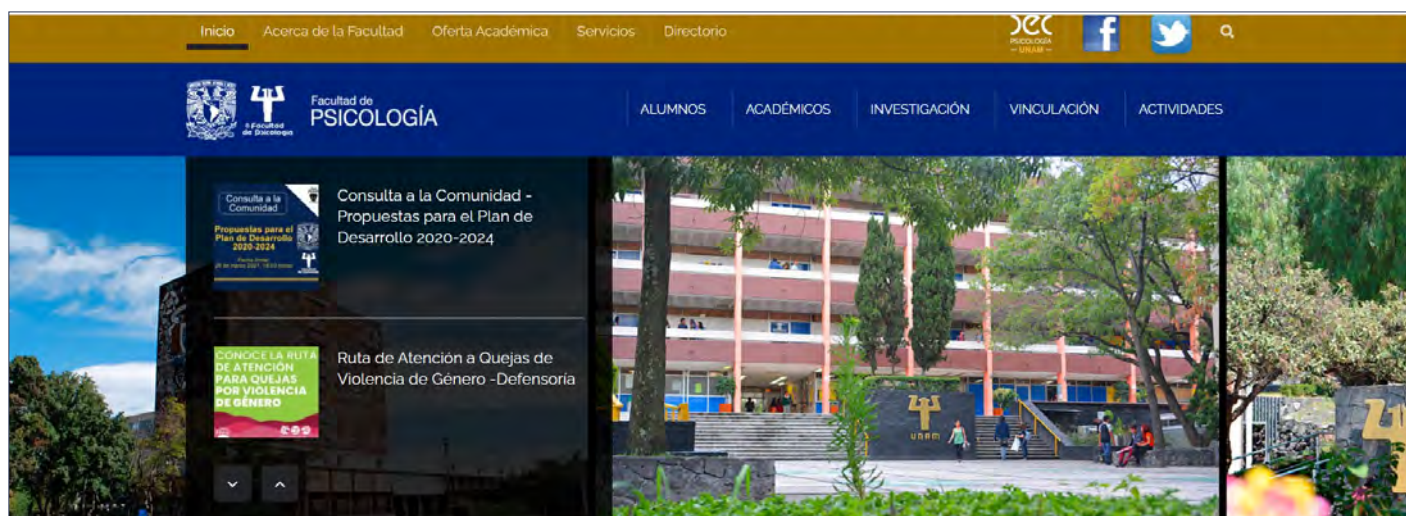 Inicio Acerca de la Facultad Oferta Académica Servicios Directorio
PSICOLOGÍA
– UNAM –
Facultad de
PSICOLOGÍA
a Facultad
de Psicología
ALUMNOS ACADÉMICOS INVESTIGACIÓN VINCULACIÓN ACTIVIDADES
Consulta a la
Comunidad
Propuestas para el
Plan de Desarrollo
2020-2024
Consulta a la Comunidad -
Propuestas para el Plan de
Desarrollo 2020-2024
CONOCE LA RUTA
DE ATENCIÓN
PARA QUEJAS
POR VIOLENCIA
DE GÉNERO
Ruta de Atención a Quejas de
Violencia de Género -Defensoría
UNAM